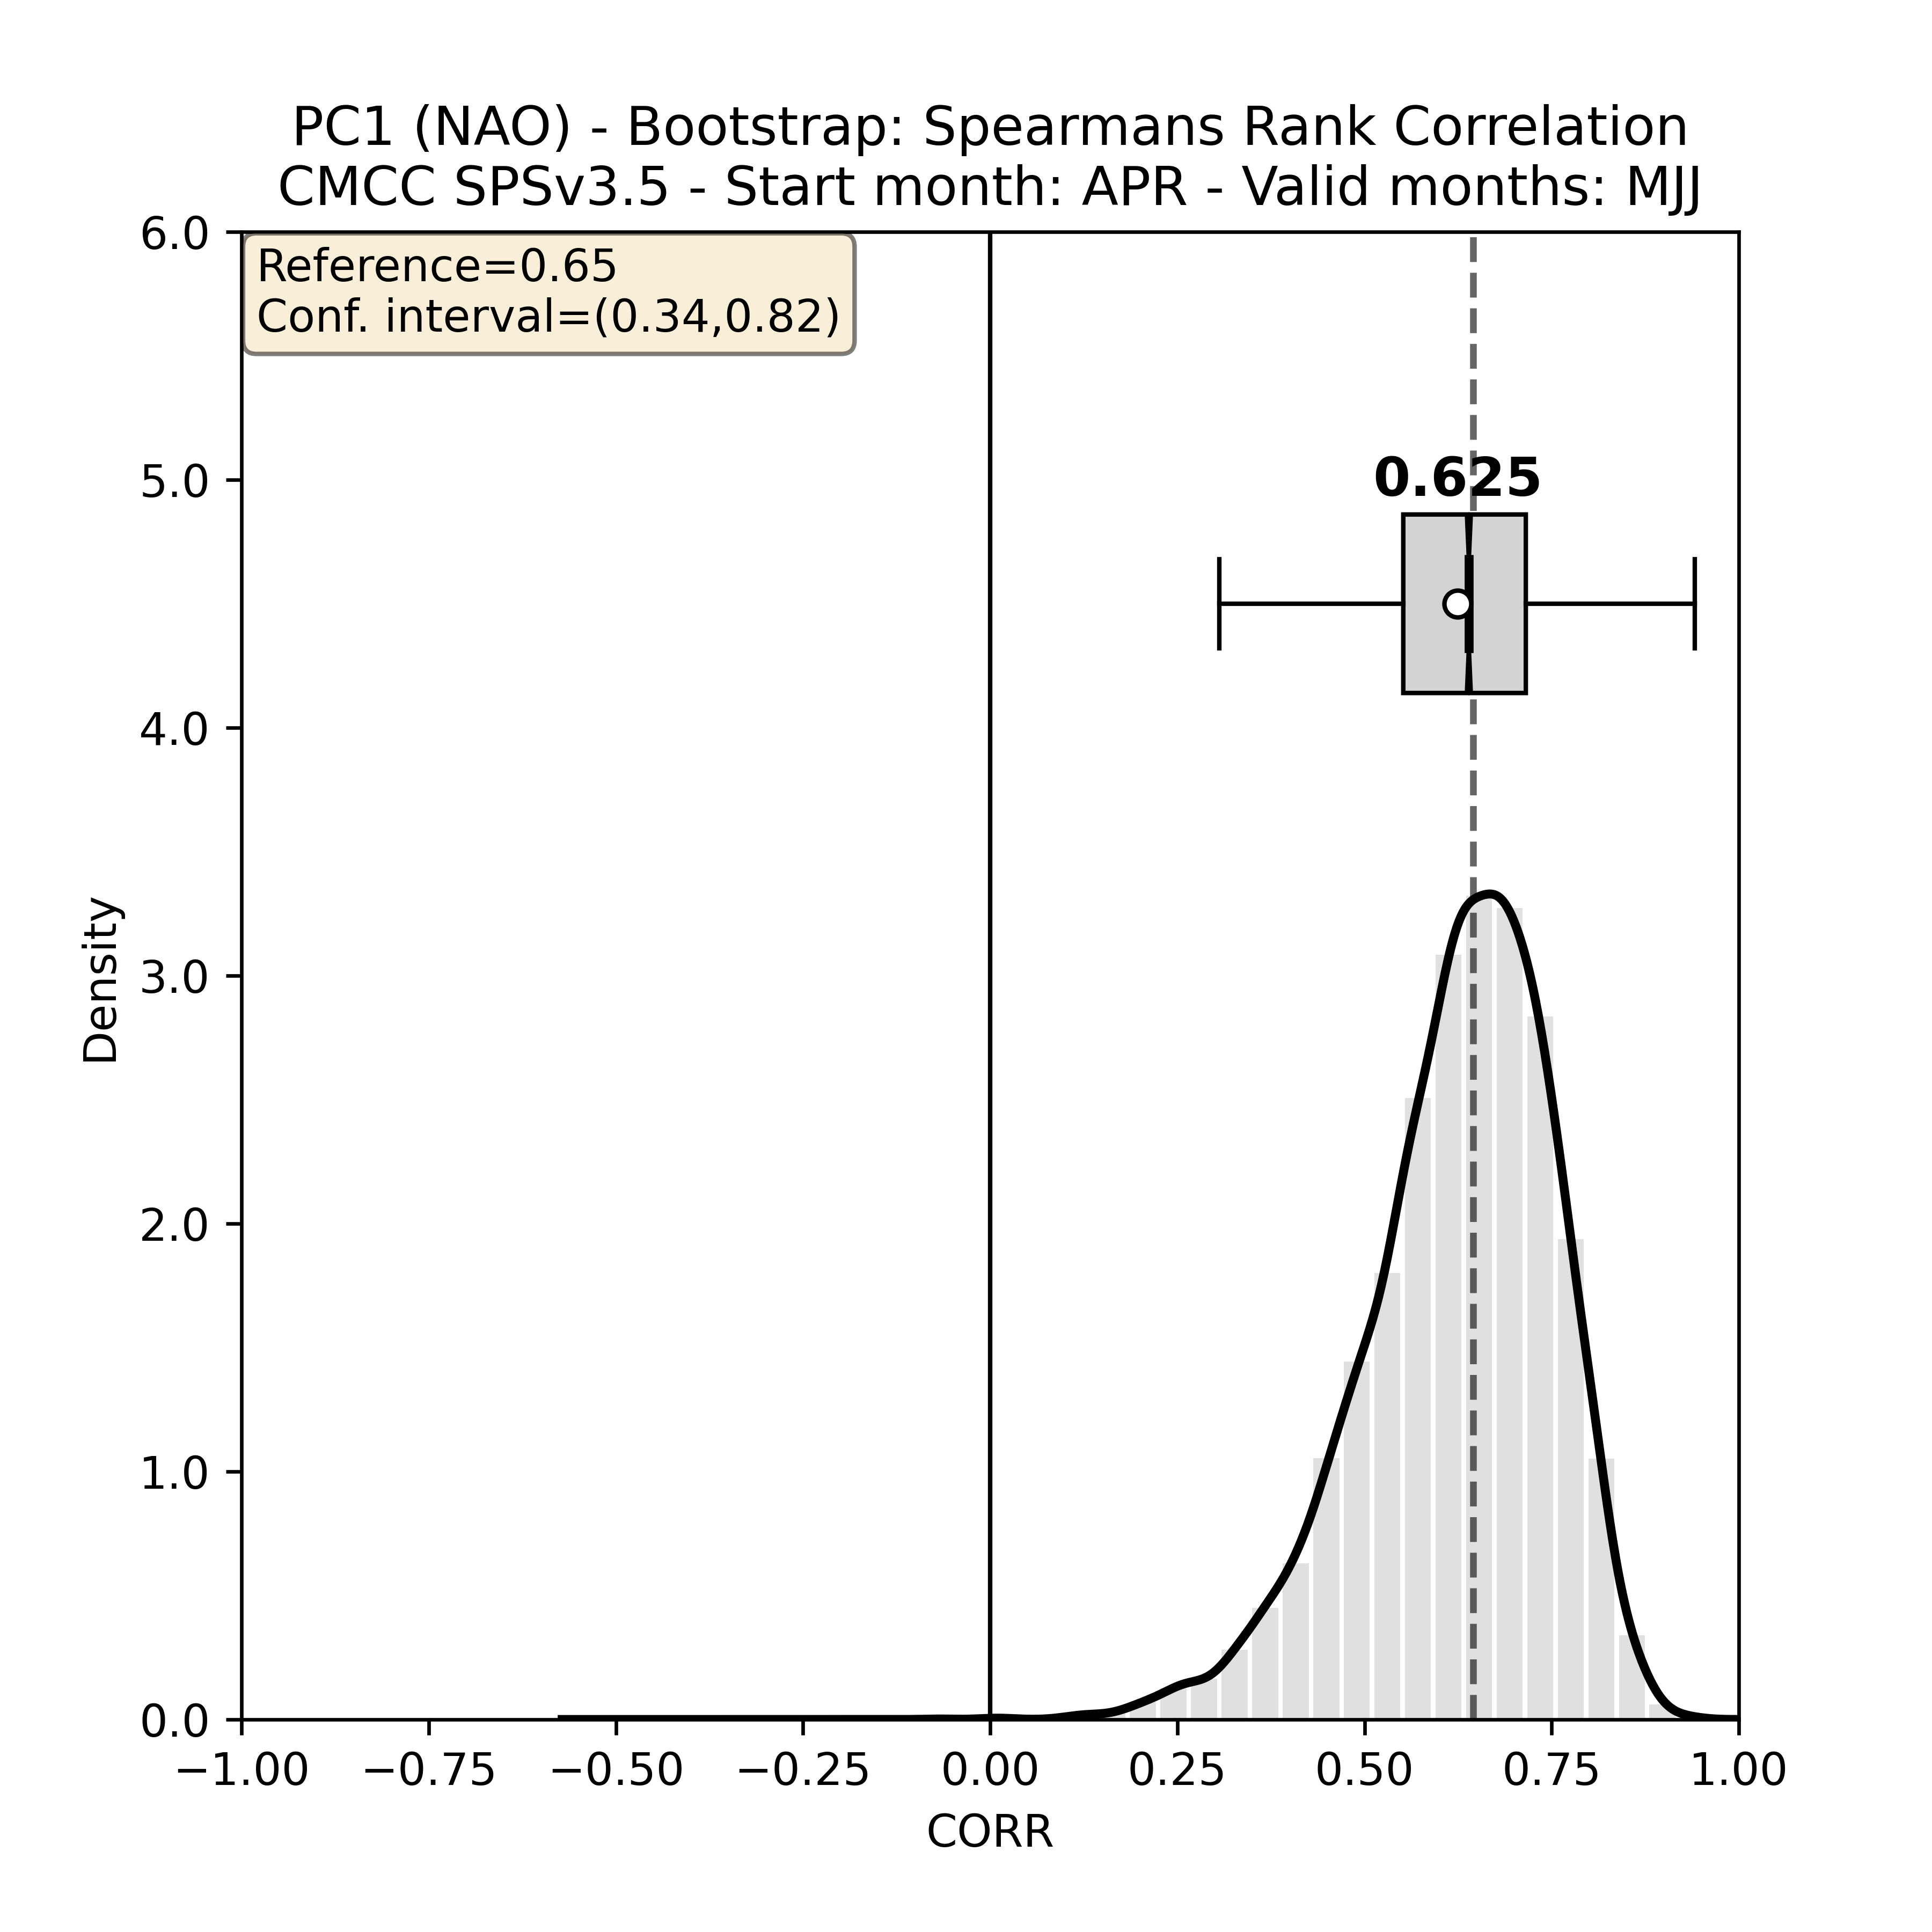 PC1 (NAO) - Bootstrap: Spearmans Rank Correlation
CMCC SPSv3.5 - Start month: APR - Valid months: MJJ
Reference=0.65
Conf. interval=(0.34,0.82)
0.625
6.0
5.0
4.0
3.0
2.0
1.0
0.0
Density
−1.00 −0.75 −0.50 −0.25 0.00 0.25 0.50 0.75 1.00
CORR